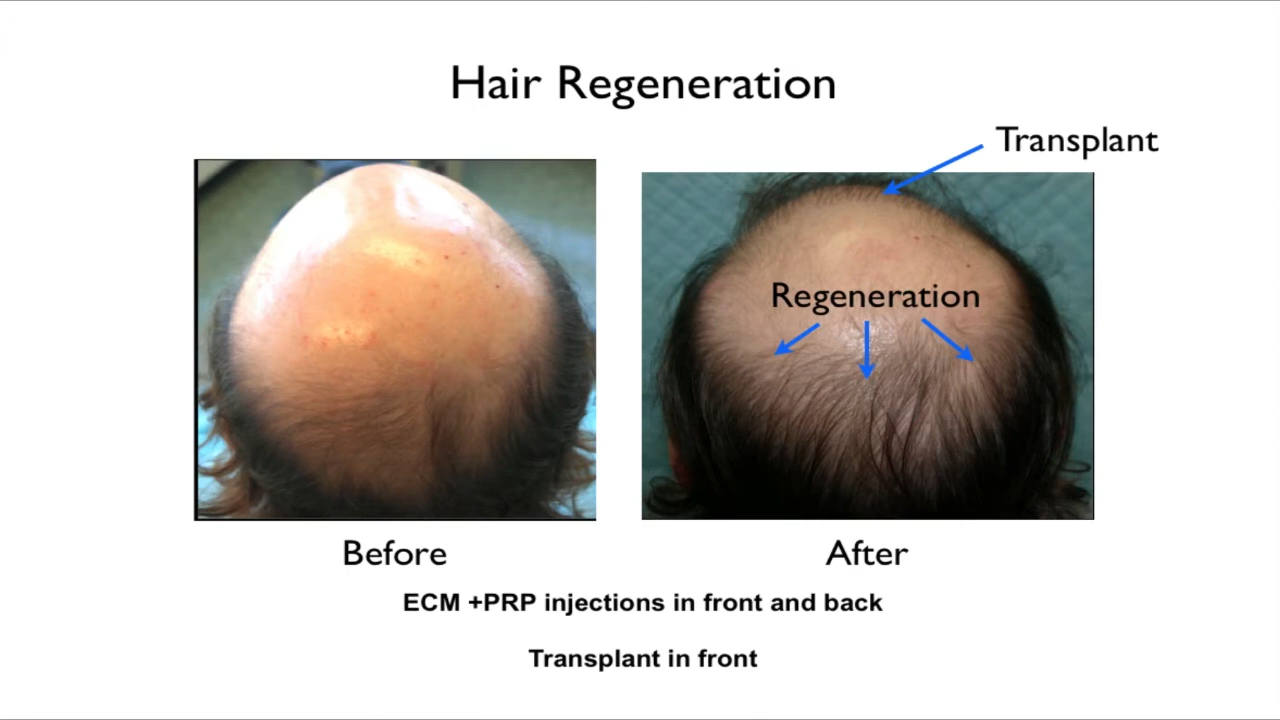 Hair Regeneration
Transplant
Regeneration
Before
After
ECM +PRP injections in front and back
Transplant in front